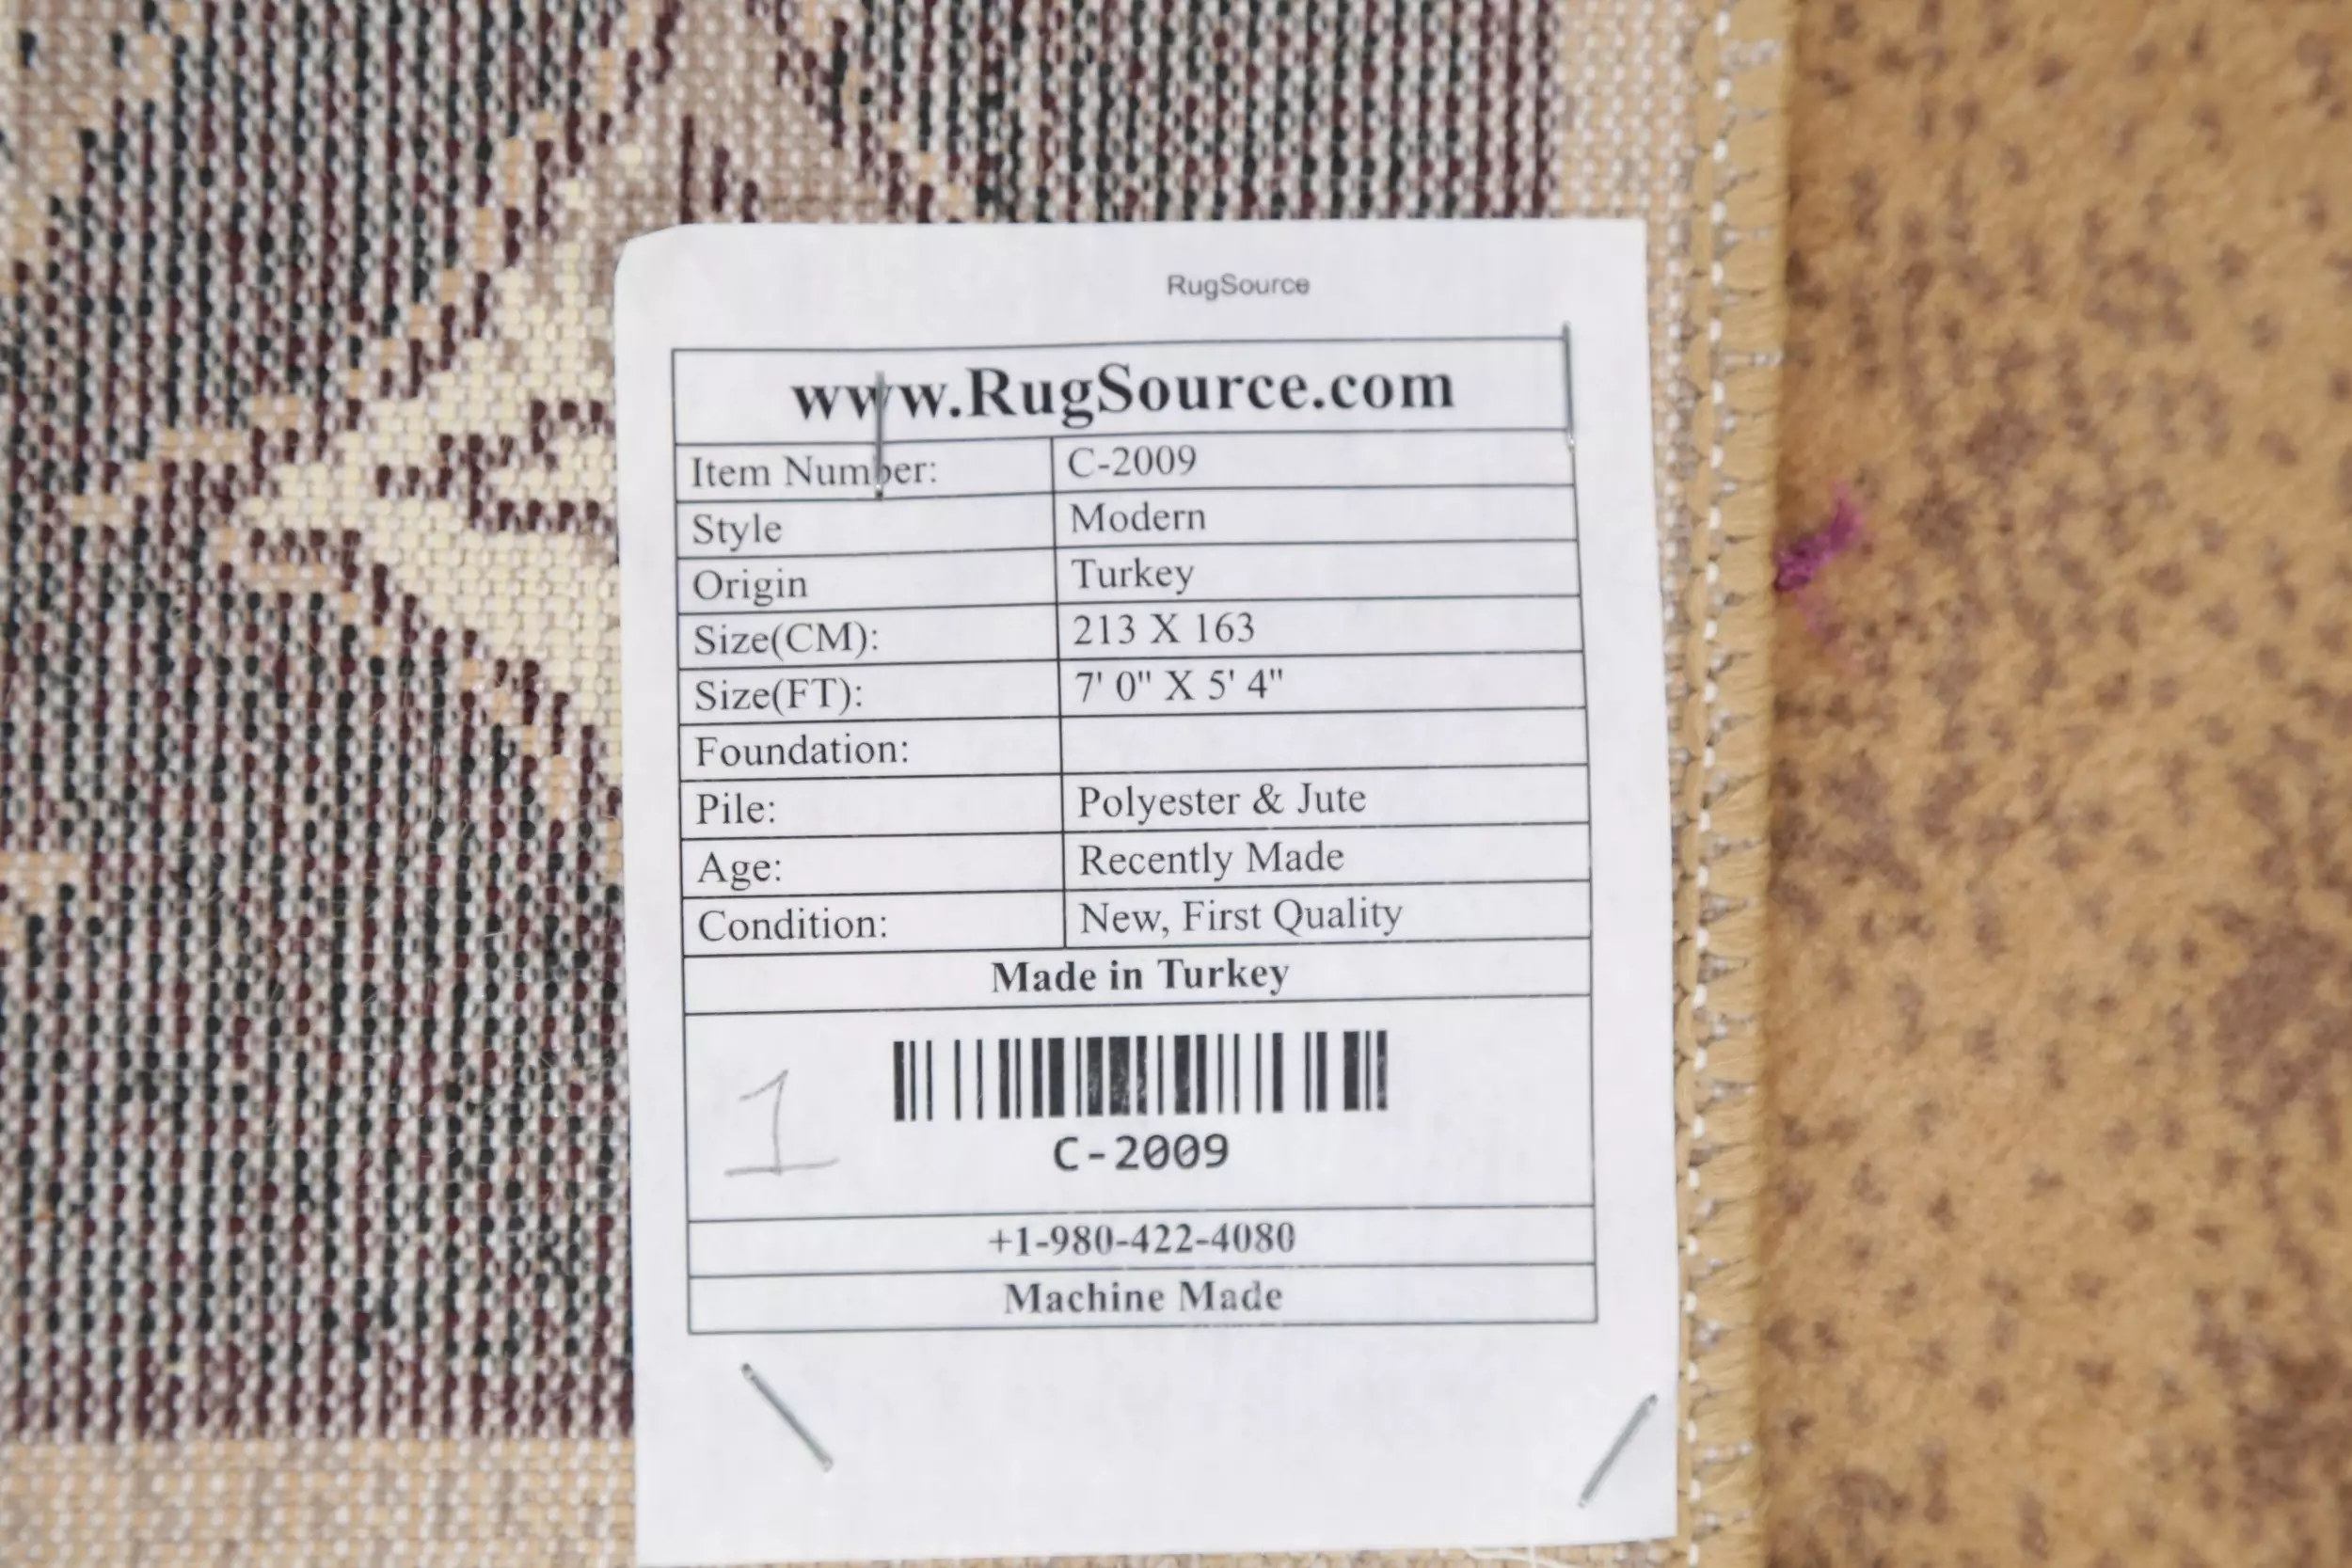 RugSource
www.RugSource.com
Item Number: C-2009
Style Modern
Origin Turkey
Size(CM): 213 X 163
Size(FT): 7' 0" X 5' 4"
Foundation:
Pile: Polyester & Jute
Age: Recently Made
Condition: New, First Quality
Made in Turkey
1
C-2009
+1-980-422-4080
Machine Made